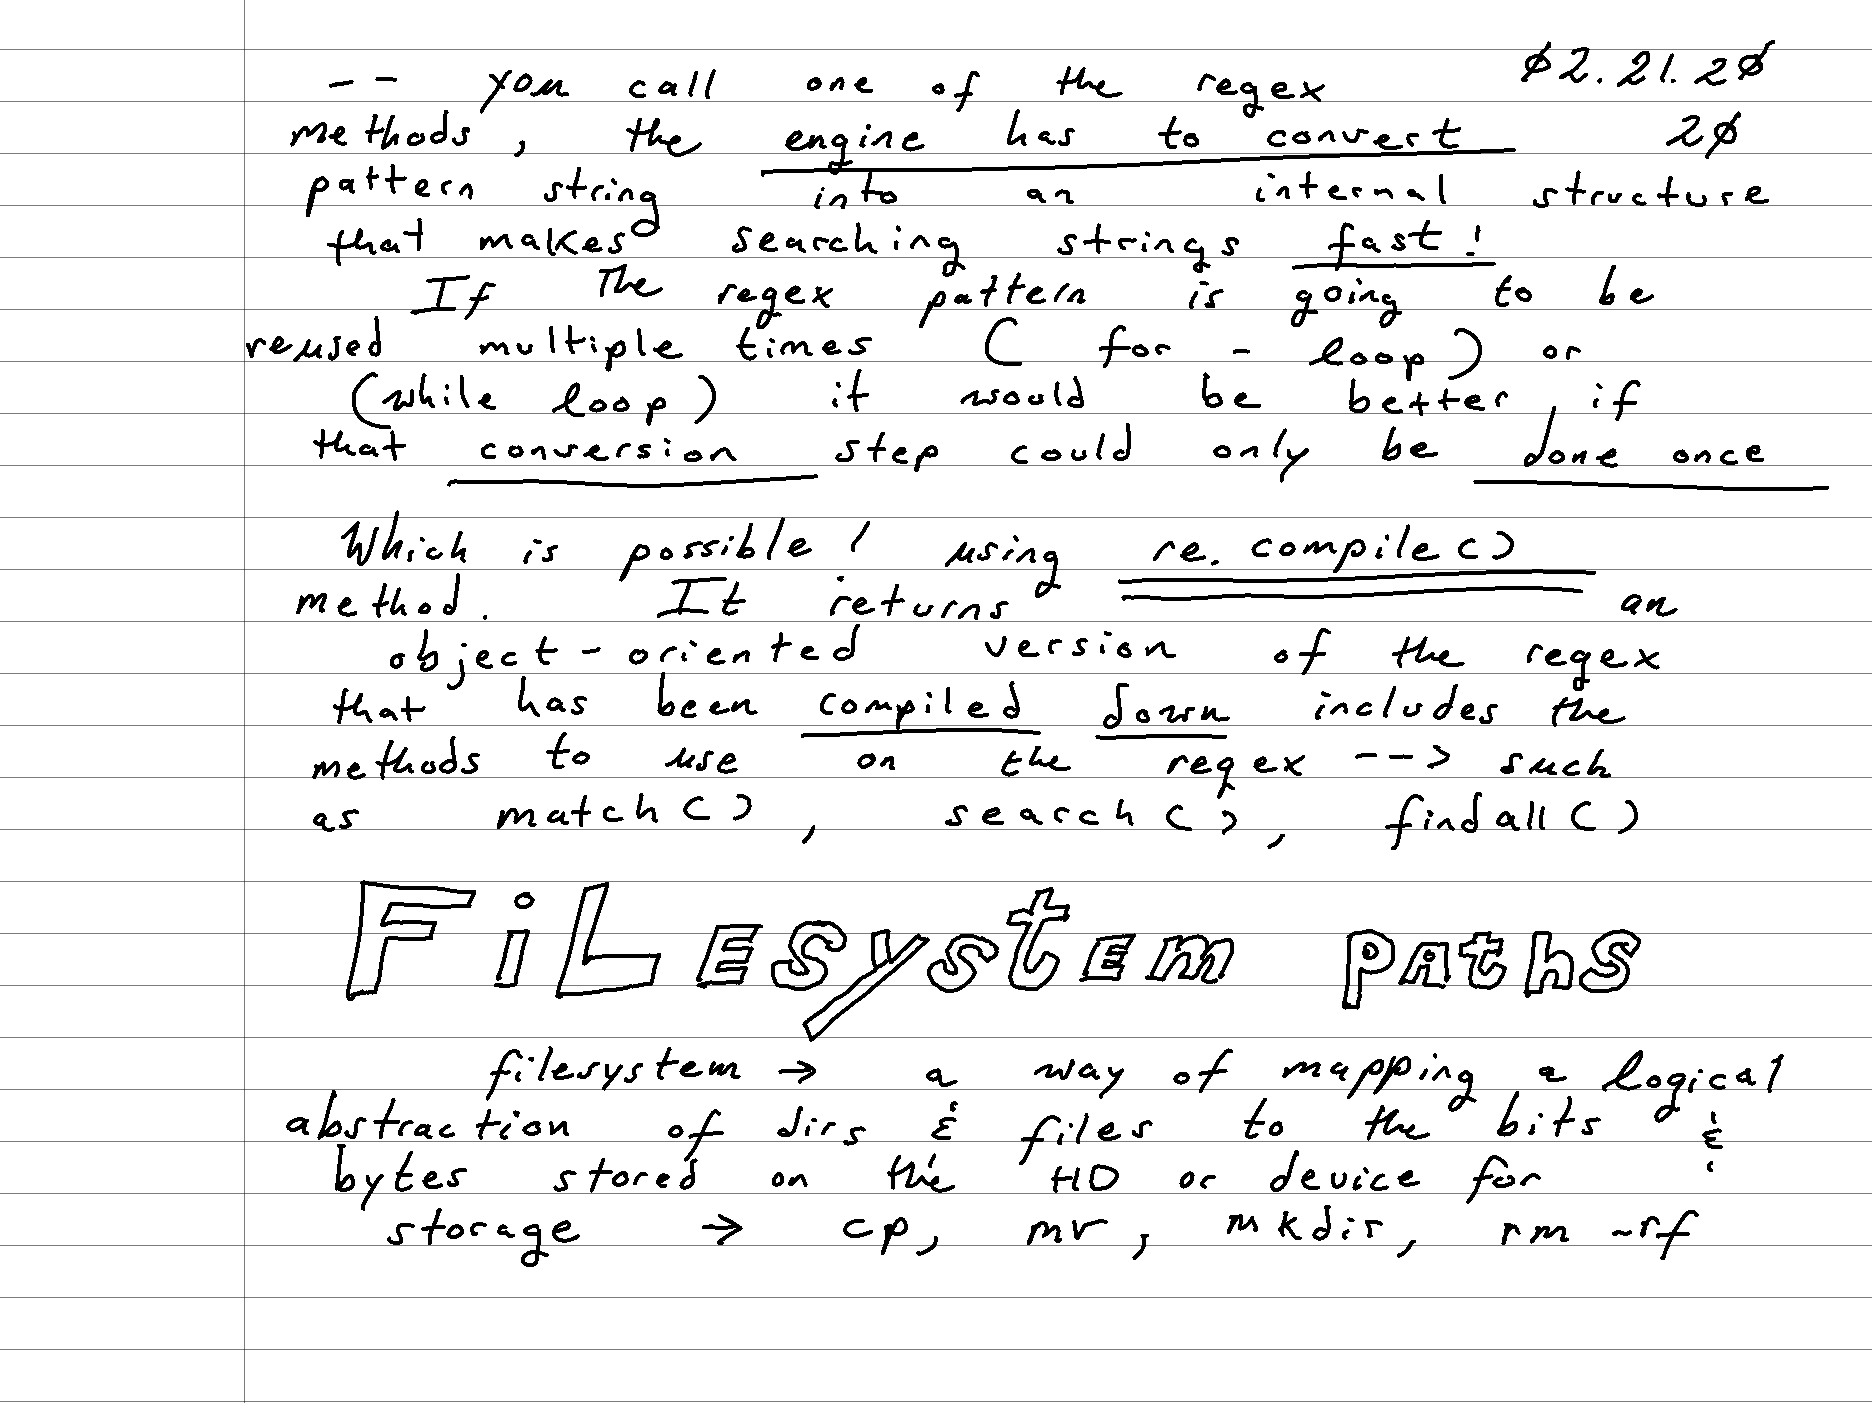 -- you call one of the regex 02.21.20
methods, the engine has to convert 20
pattern string into an internal structure
that makes searching strings fast!
If The regex pattern is going to be
reused multiple times ( for - loop) or
(while loop) it would be better, if
that conversion step could only be done once
Which is possible! using re.compile()
method. It returns an
object-oriented version of the regex
that has been compiled down includes the
methods to use on the regex --> such
as match(), search(), findall()
FiLESystEm PAthS
filesystem → a way of mapping a logical
abstraction of dirs & files to the bits &
bytes stored on the HD or device for
storage → cp, mv, mkdir, rm -rf